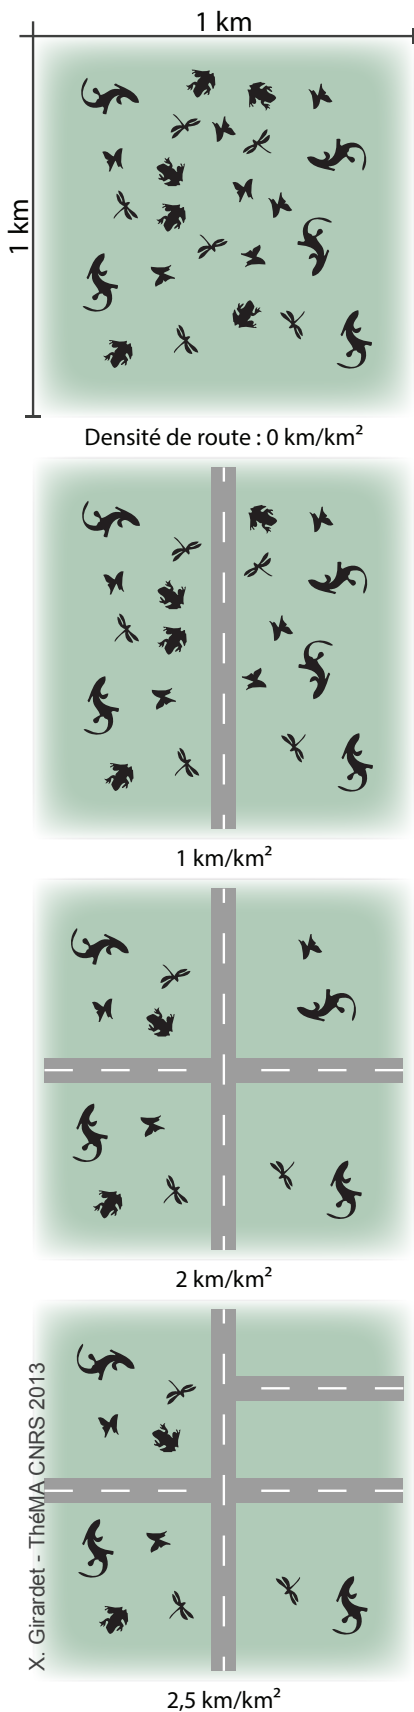 1 km
1 km
Densité de route : 0 km/km²
1 km/km²
2 km/km²
X. Girardet - ThéMA CNRS 2013
2,5 km/km²